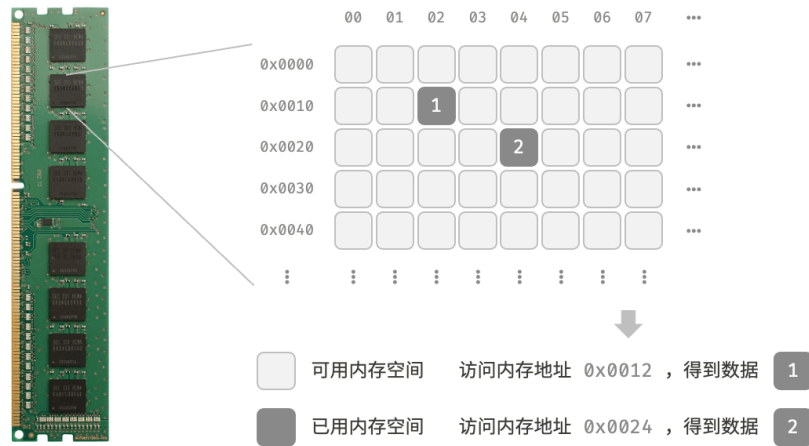 00 01 02 03 04 05 06 07 •••
0x0000 •••
0x0010 1 •••
0x0020 2 •••
0x0030 •••
0x0040 •••
可用内存空间 访问内存地址 0x0012 ，得到数据 1
已用内存空间 访问内存地址 0x0024 ，得到数据 2